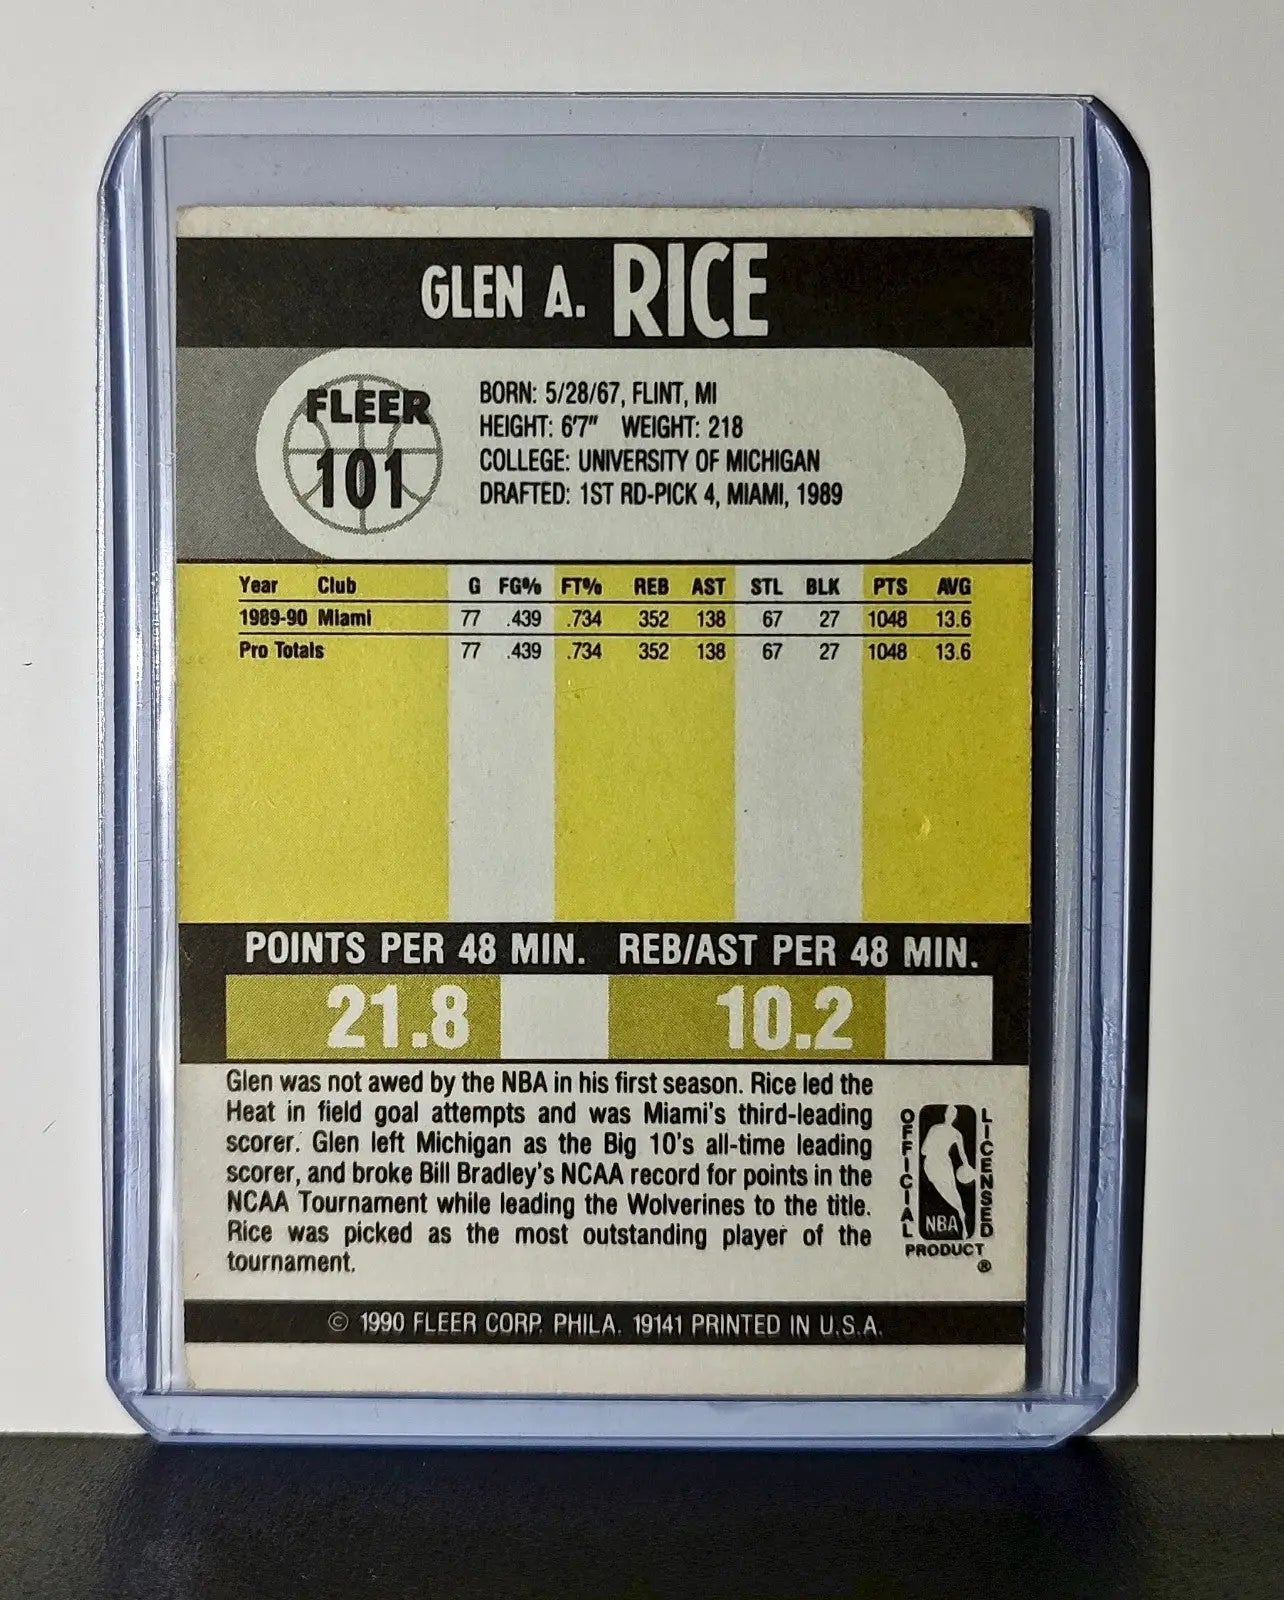 GLEN A. RICE
FLEER
101
BORN: 5/28/67, FLINT, MI
HEIGHT: 6'7" WEIGHT: 218
COLLEGE: UNIVERSITY OF MICHIGAN
DRAFTED: 1ST RD-PICK 4, MIAMI, 1989
Year Club G FG% FT% REB AST STL BLK PTS AVG
1989-90 Miami 77 .439 .734 352 138 67 27 1048 13.6
Pro Totals 77 .439 .734 352 138 67 27 1048 13.6
POINTS PER 48 MIN. REB/AST PER 48 MIN.
21.8 10.2
Glen was not awed by the NBA in his first season. Rice led the
Heat in field goal attempts and was Miami's third-leading
scorer. Glen left Michigan as the Big 10's all-time leading
scorer, and broke Bill Bradley's NCAA record for points in the
NCAA Tournament while leading the Wolverines to the title.
Rice was picked as the most outstanding player of the
tournament.
OFFICIAL
LICENSED
NBA
PRODUCT
®
© 1990 FLEER CORP. PHILA. 19141 PRINTED IN U.S.A.